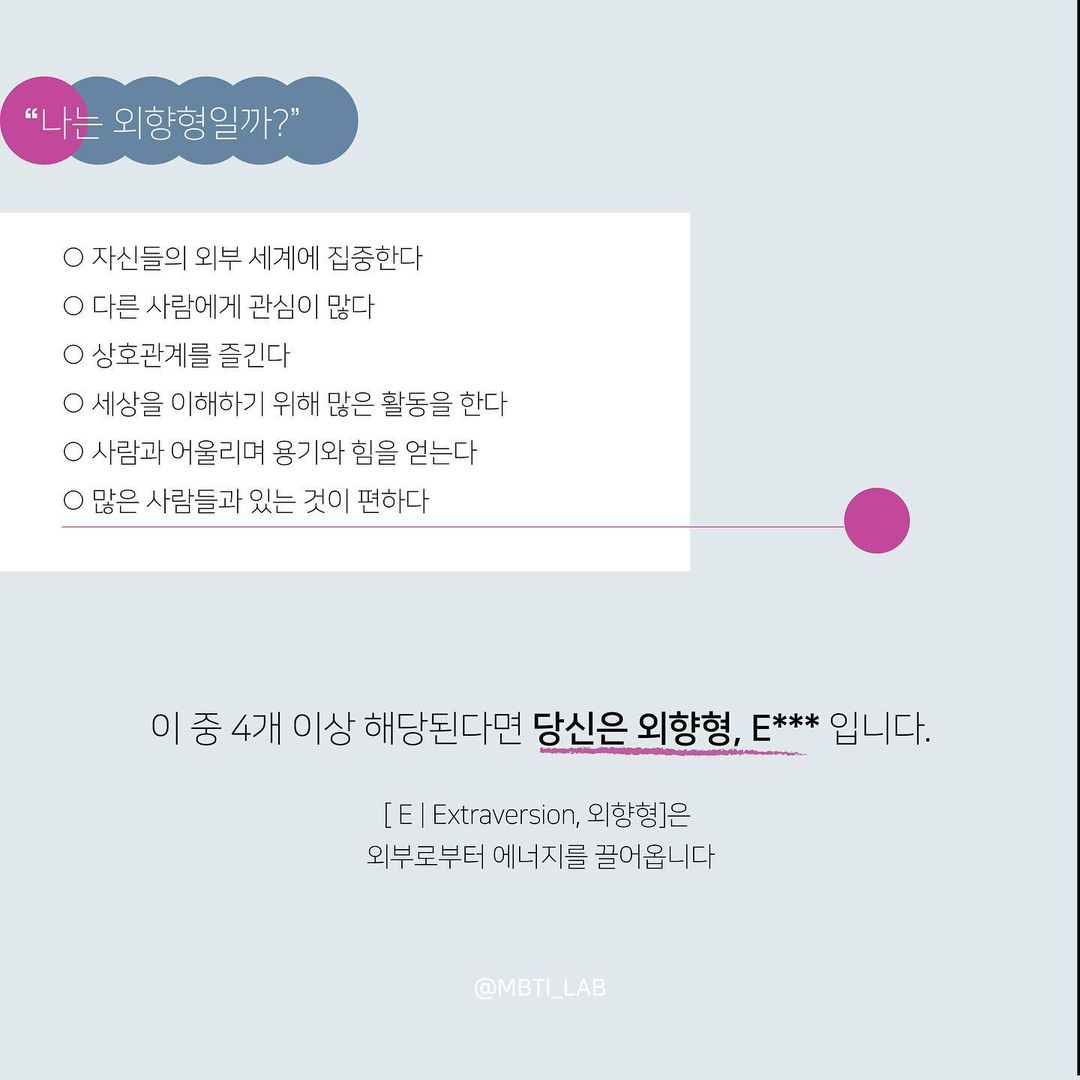 “나는 외향형일까?”
○ 자신들의 외부 세계에 집중한다
○ 다른 사람에게 관심이 많다
○ 상호관계를 즐긴다
○ 세상을 이해하기 위해 많은 활동을 한다
○ 사람과 어울리며 용기와 힘을 얻는다
○ 많은 사람들과 있는 것이 편하다
이 중 4개 이상 해당된다면 당신은 외향형, E*** 입니다.
[ E | Extraversion, 외향형]은
외부로부터 에너지를 끌어옵니다
@MBTI_LAB